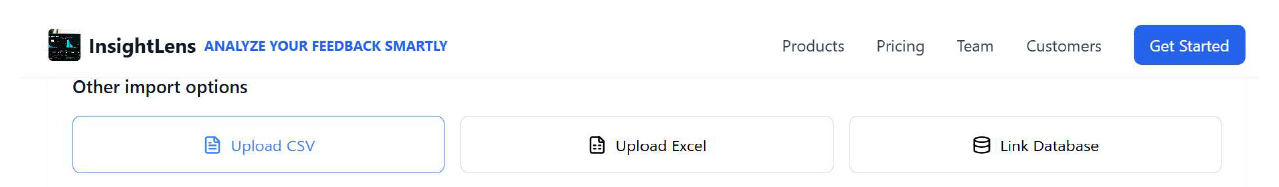 InsightLens ANALYZE YOUR FEEDBACK SMARTLY Products Pricing Team Customers Get Started
Other import options
Upload CSV Upload Excel Link Database